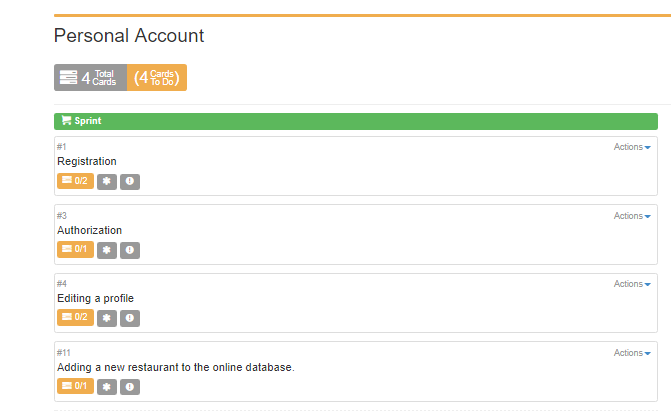 Personal Account
4 Total Cards (4 Cards To Do)
Sprint
#1 Actions
Registration
0/2
#3 Actions
Authorization
0/1
#4 Actions
Editing a profile
0/2
#11 Actions
Adding a new restaurant to the online database.
0/1